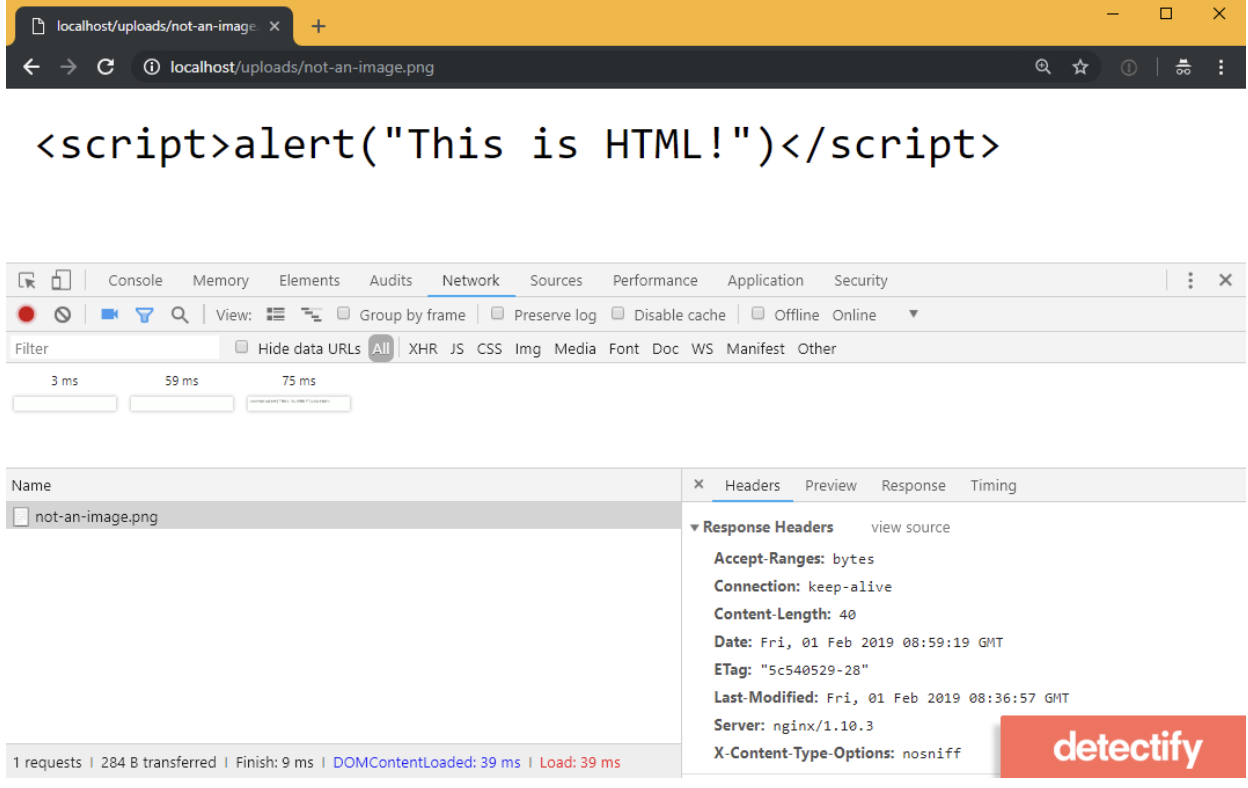 localhost/uploads/not-an-image.
localhost/uploads/not-an-image.png
<script>alert("This is HTML!")</script>
Console Memory Elements Audits Network Sources Performance Application Security
View: Group by frame Preserve log Disable cache Offline Online
Filter Hide data URLs All XHR JS CSS Img Media Font Doc WS Manifest Other
3 ms 59 ms 75 ms
Name
not-an-image.png
1 requests | 284 B transferred | Finish: 9 ms | DOMContentLoaded: 39 ms | Load: 39 ms
× Headers Preview Response Timing
Response Headers view source
Accept-Ranges: bytes
Connection: keep-alive
Content-Length: 40
Date: Fri, 01 Feb 2019 08:59:19 GMT
ETag: "5c540529-28"
Last-Modified: Fri, 01 Feb 2019 08:36:57 GMT
Server: nginx/1.10.3
X-Content-Type-Options: nosniff
detectify